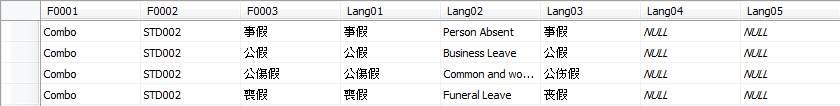 F0001 F0002 F0003 Lang01 Lang02 Lang03 Lang04 Lang05
Combo STD002 事假 事假 Person Absent 事假 NULL NULL
Combo STD002 公假 公假 Business Leave 公假 NULL NULL
Combo STD002 公傷假 公傷假 Common and wo... 公伤假 NULL NULL
Combo STD002 喪假 喪假 Funeral Leave 丧假 NULL NULL